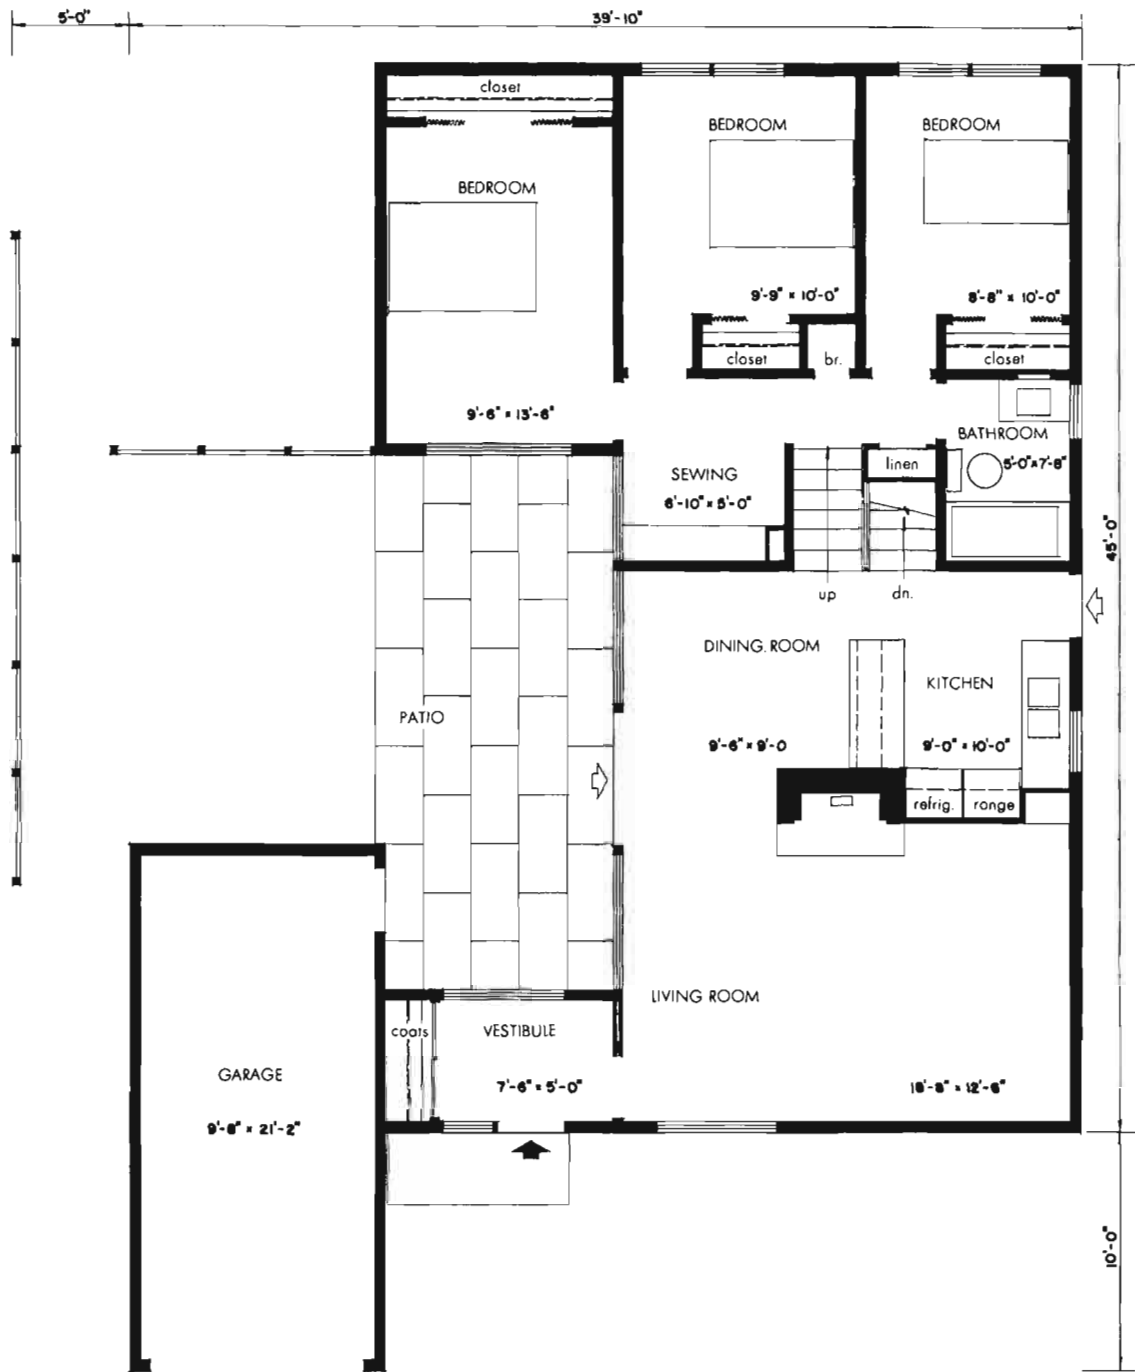 5'-0"
39'-10"
closet
BEDROOM
BEDROOM
BEDROOM
9'-9" x 10'-0"
8'-8" x 10'-0"
closet
br.
closet
9'-6" x 13'-6"
BATHROOM
5'-0" x 7'-8"
linen
SEWING
6'-10" x 5'-0"
45'-0"
up
dn.
DINING ROOM
KITCHEN
PATIO
9'-6" x 9'-0
9'-0" x 10'-0"
refrig.
range
LIVING ROOM
coats
VESTIBULE
GARAGE
7'-6" x 5'-0"
18'-8" x 12'-6"
9'-8" x 21'-2"
10'-0"